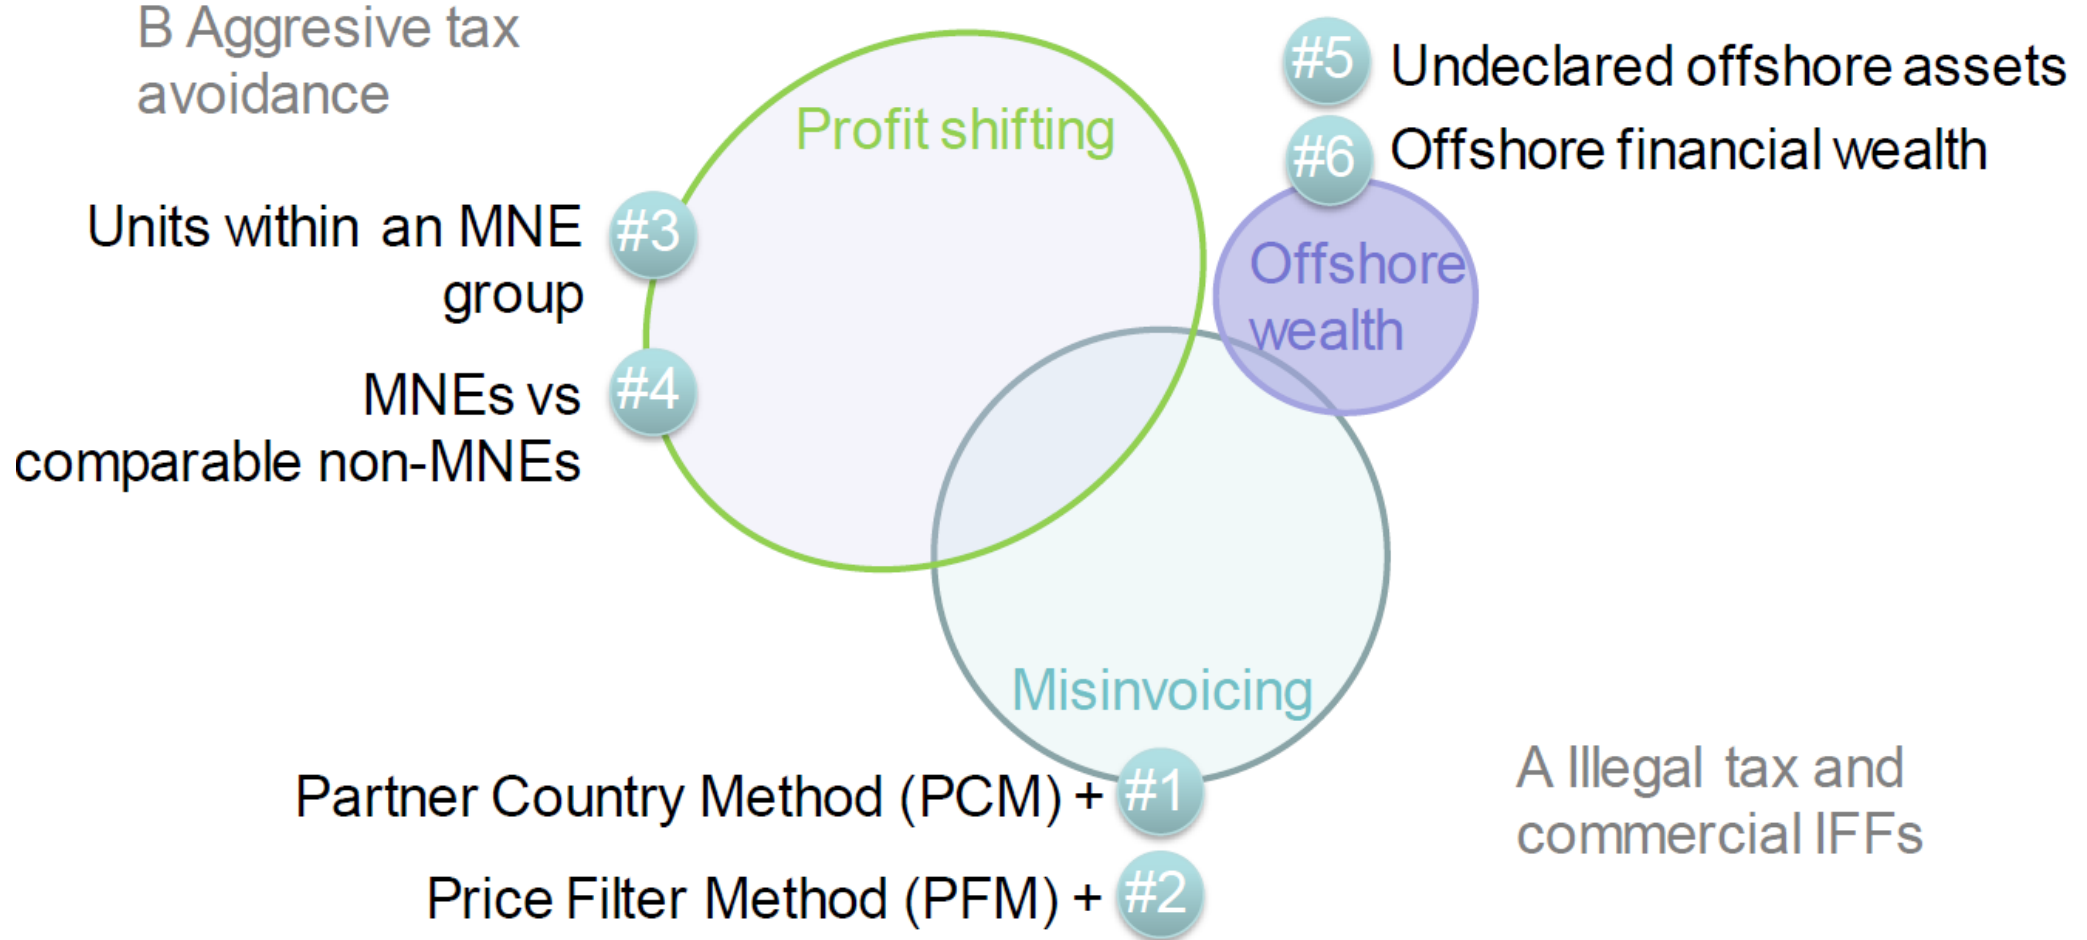 B Aggresive tax
avoidance
Profit shifting
#5 Undeclared offshore assets
#6 Offshore financial wealth
Units within an MNE #3
group
Offshore
wealth
MNEs vs #4
comparable non-MNEs
Misinvoicing
Partner Country Method (PCM) + #1
A Illegal tax and
commercial IFFs
Price Filter Method (PFM) + #2